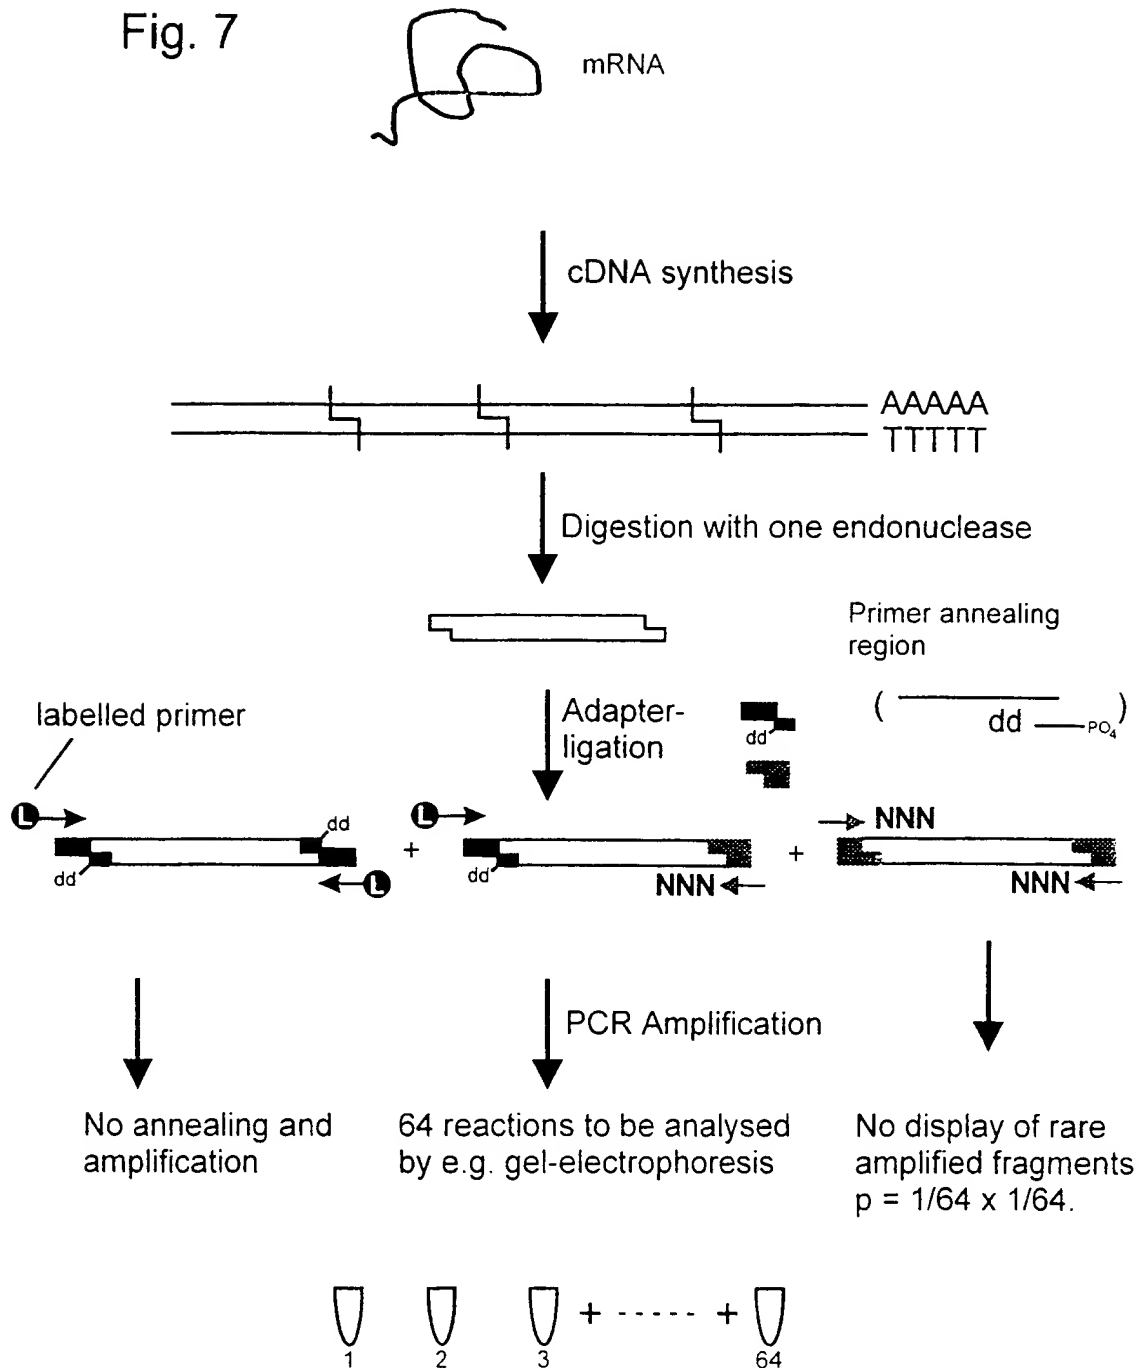 Fig. 7
mRNA
cDNA synthesis
AAAAA
TTTTT
Digestion with one endonuclease
Primer annealing
region
labelled primer
Adapter-
ligation
dd
( dd PO4 )
L
dd
L
NNN
+
+
dd
L
dd
NNN
NNN
PCR Amplification
No annealing and
amplification
64 reactions to be analysed
by e.g. gel-electrophoresis
No display of rare
amplified fragments
p = 1/64 x 1/64.
+ ----- +
1 2 3 64